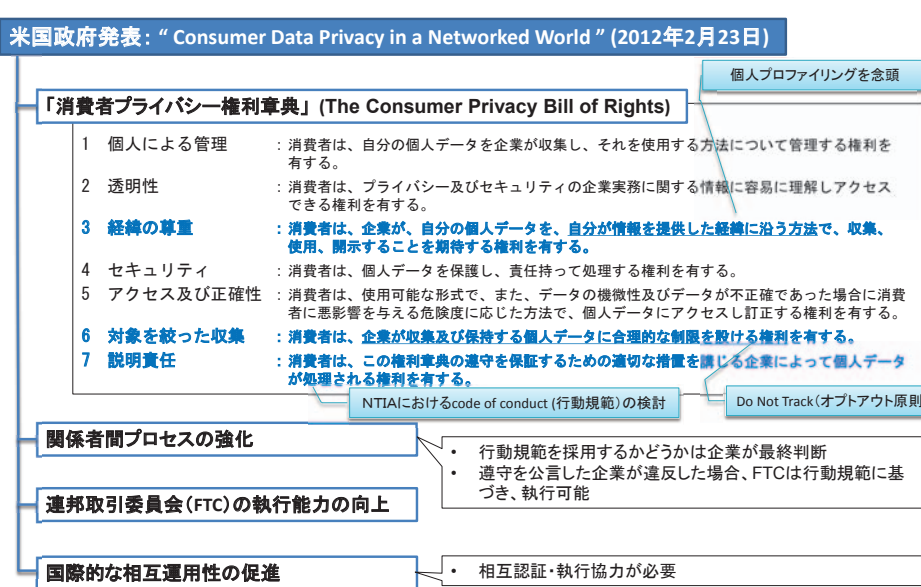 米国政府発表：“ Consumer Data Privacy in a Networked World ” (2012年2月23日)
個人プロファイリングを念頭
「消費者プライバシー権利章典」 (The Consumer Privacy Bill of Rights)
1 個人による管理 ：消費者は、自分の個人データを企業が収集し、それを使用する方法について管理する権利を
有する。
2 透明性 ：消費者は、プライバシー及びセキュリティの企業実務に関する情報に容易に理解しアクセス
できる権利を有する。
3 経緯の尊重 ：消費者は、企業が、自分の個人データを、自分が情報を提供した経緯に沿う方法で、収集、
使用、開示することを期待する権利を有する。
4 セキュリティ ：消費者は、個人データを保護し、責任持って処理する権利を有する。
5 アクセス及び正確性 ：消費者は、使用可能な形式で、また、データの機微性及びデータが不正確であった場合に消費
者に悪影響を与える危険度に応じた方法で、個人データにアクセスし訂正する権利を有する。
6 対象を絞った収集 ：消費者は、企業が収集及び保持する個人データに合理的な制限を設ける権利を有する。
7 説明責任 ：消費者は、この権利章典の遵守を保証するための適切な措置を講じる企業によって個人データ
が処理される権利を有する。
NTIAにおけるcode of conduct (行動規範)の検討
Do Not Track（オプトアウト原則
関係者間プロセスの強化
• 行動規範を採用するかどうかは企業が最終判断
• 遵守を公言した企業が違反した場合、FTCは行動規範に基
づき、執行可能
連邦取引委員会（FTC）の執行能力の向上
国際的な相互運用性の促進
• 相互認証・執行協力が必要